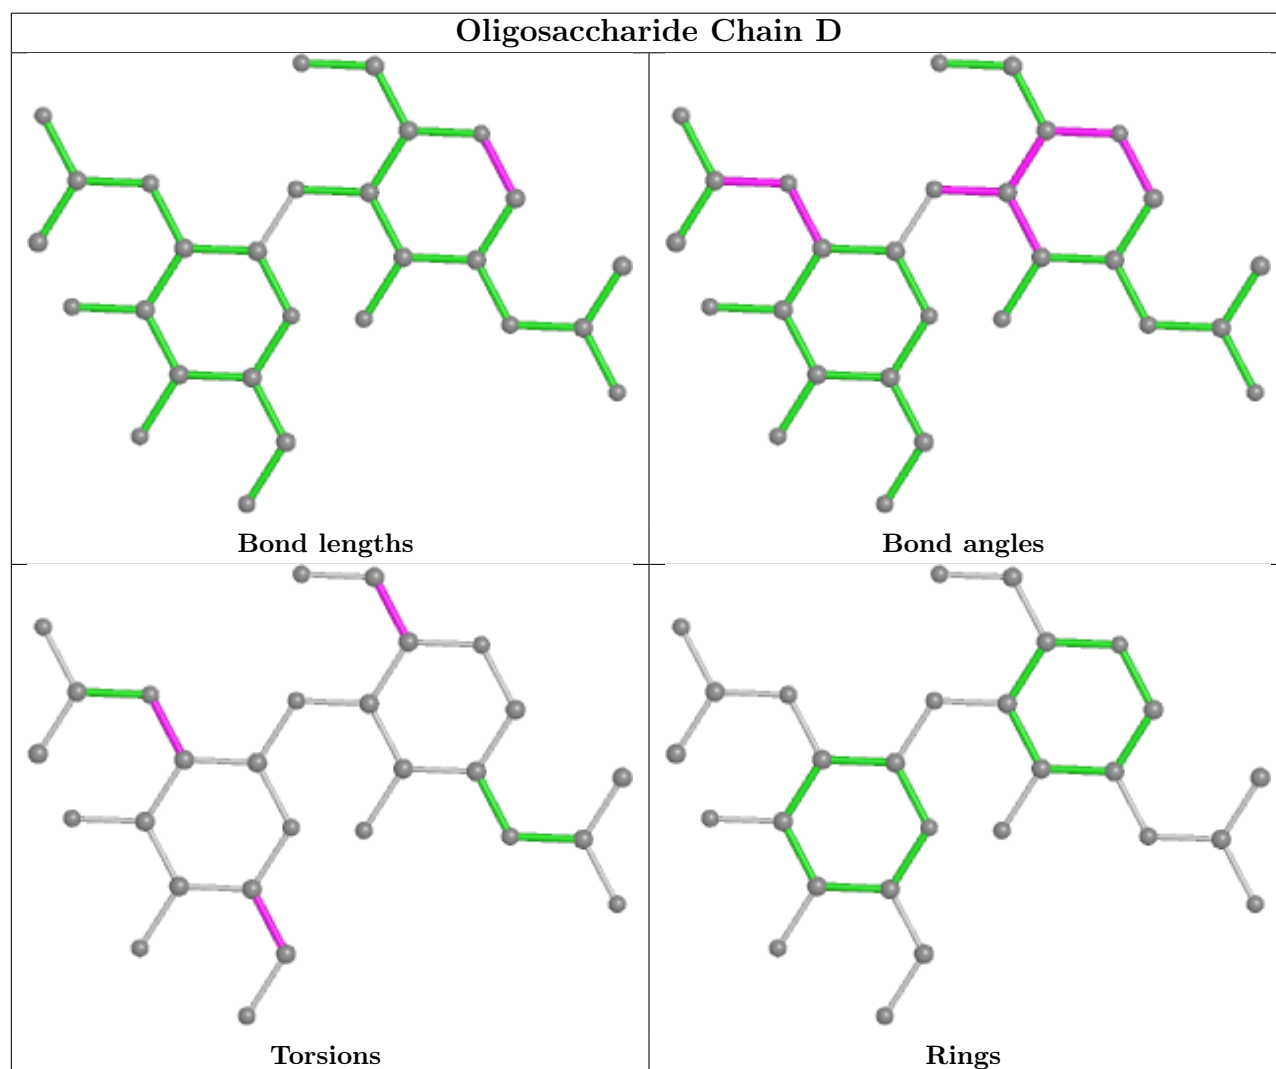 Oligosaccharide Chain D
Bond lengths
Bond angles
Torsions
Rings